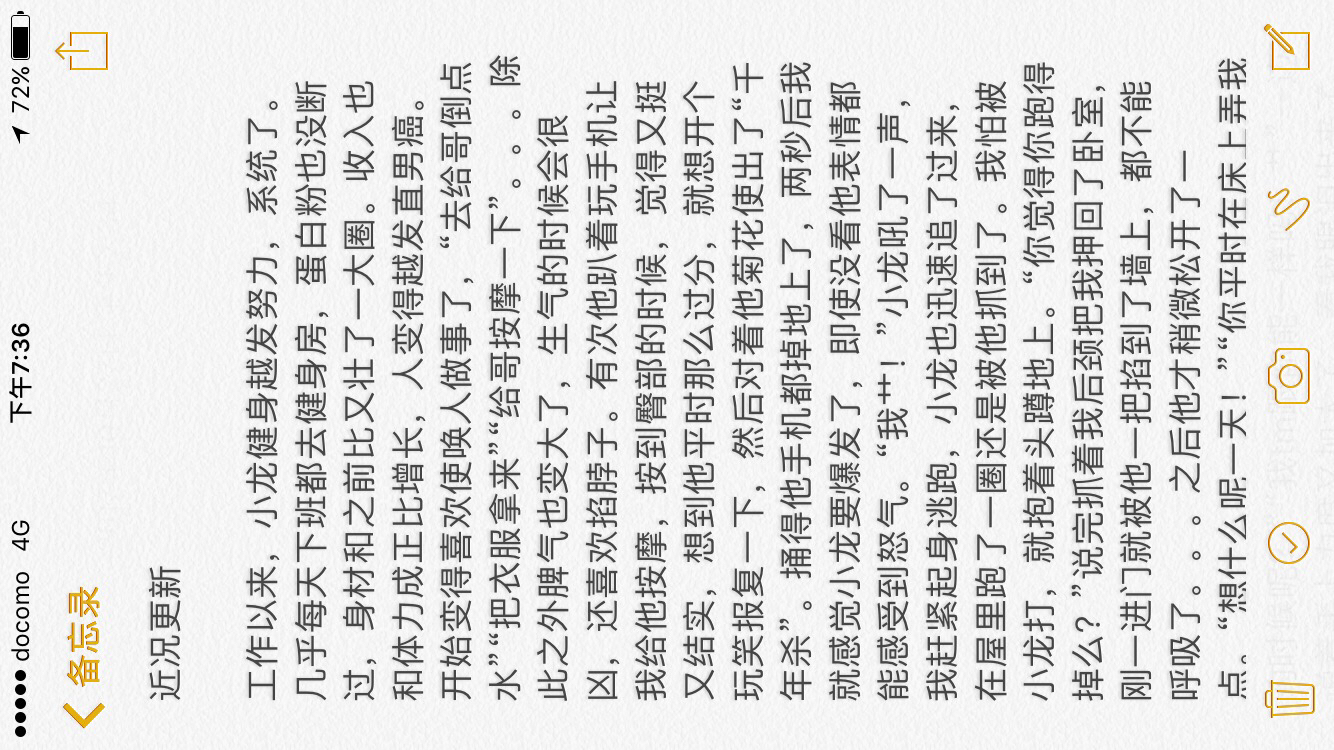 docomo 4G 下午7:36 72%
备忘录
近况更新
工作以来，小龙健身越发努力，系统了。
几乎每天下班都去健身房，蛋白粉也没断
过，身材和之前比又壮了一大圈。收入也
和体力成正比增长，人变得越发直男癌。
开始变得喜欢使唤人做事了，“去给哥倒点
水”“把衣服拿来”“给哥按摩一下”。。。除
此之外脾气也变大了，生气的时候会很
凶，还喜欢掐脖子。有次他趴着玩手机让
我给他按摩，按到臀部的时候，觉得又挺
又结实，想到他平时那么过分，就想开个
玩笑报复一下，然后对着他菊花使出了“千
年杀”。捅得他手机都掉地上了，两秒后我
就感觉小龙要爆发了，即使没看他表情都
能感受到怒气。“我艹！”小龙吼了一声，
我赶紧起身逃跑，小龙也迅速追了过来，
在屋里跑了一圈还是被他抓到了。我怕被
小龙打，就抱着头蹲地上。“你觉得你跑得
掉么？”说完抓着我后颈把我押回了卧室，
刚一进门就被他一把掐到了墙上，都不能
呼吸了。。。之后他才稍微松开了一
点。“想什么呢一天！”“你平时在床上弄我